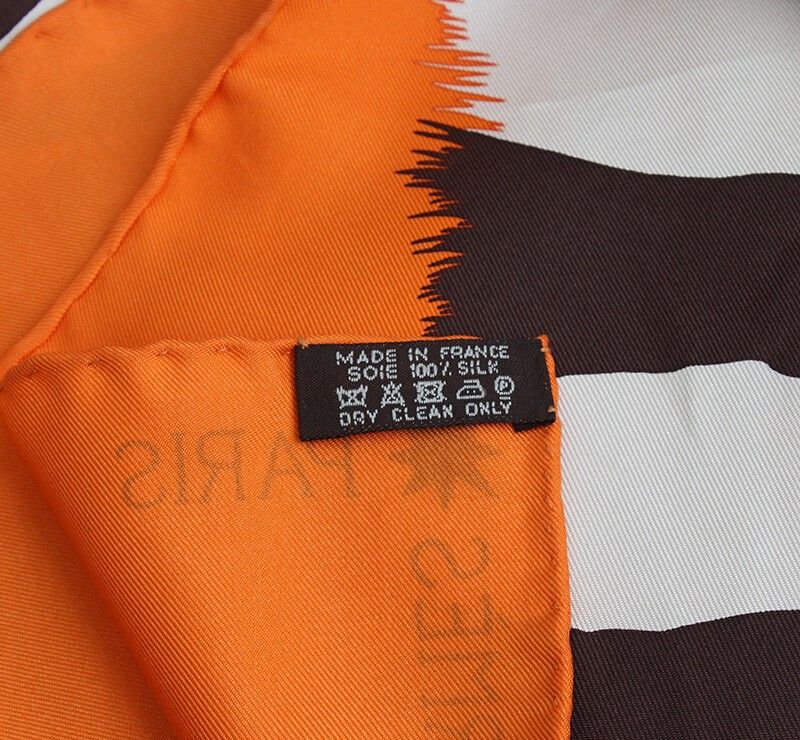 MADE IN FRANCE
SOIE 100% SILK
DRY CLEAN ONLY
PARIS